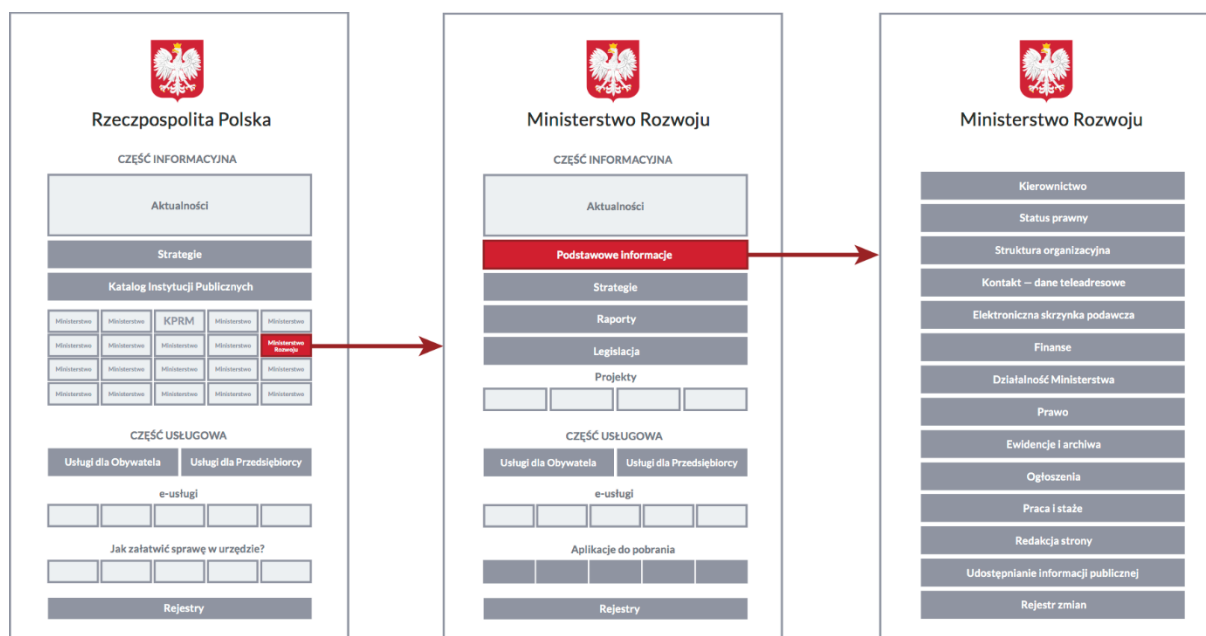 Rzeczpospolita Polska
CZĘŚĆ INFORMACYJNA
Aktualności
Strategie
Katalog Instytucji Publicznych
Ministerstwo Ministerstwo KPRM Ministerstwo Ministerstwo
Ministerstwo Ministerstwo Ministerstwo Ministerstwo Ministerstwo Rozwoju
Ministerstwo Ministerstwo Ministerstwo Ministerstwo Ministerstwo
Ministerstwo Ministerstwo Ministerstwo Ministerstwo Ministerstwo
CZĘŚĆ USŁUGOWA
Usługi dla Obywatela Usługi dla Przedsiębiorcy
e-usługi
Jak załatwić sprawę w urzędzie?
Rejestry
Ministerstwo Rozwoju
CZĘŚĆ INFORMACYJNA
Aktualności
Podstawowe Informacje
Strategie
Raporty
Legislacja
Projekty
CZĘŚĆ USŁUGOWA
Usługi dla Obywatela Usługi dla Przedsiębiorcy
e-usługi
Aplikacje do pobrania
Rejestry
Ministerstwo Rozwoju
Kierownictwo
Status prawny
Struktura organizacyjna
Kontakt — dane teleadresowe
Elektroniczna skrzynka podawcza
Finanse
Działalność Ministerstwa
Prawo
Ewidencje i archiwa
Ogłoszenia
Praca i staże
Redakcja strony
Udostępnianie informacji publicznej
Rejestr zmian